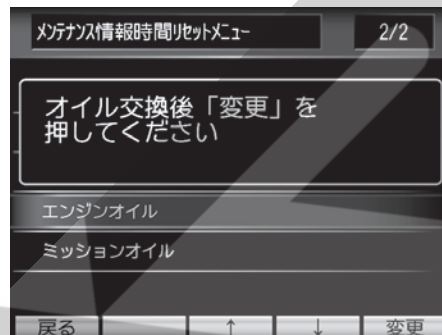 メンテナンス情報時間リセットメニュー
2/2
オイル交換後「変更」を
押してください
エンジンオイル
ミッションオイル
戻る
↑
↓
変更